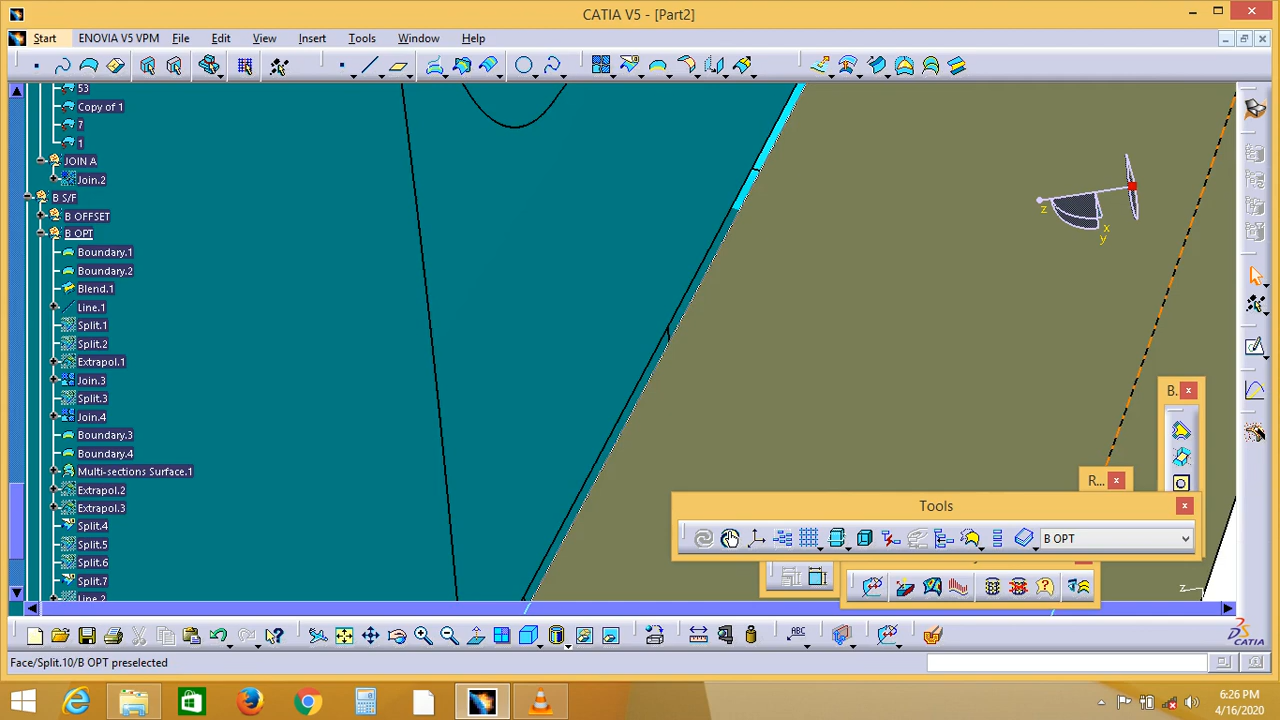 CATIA V5 - [Part2]
Start ENOVIA V5 VPM File Edit View Insert Tools Window Help
53
Copy of 1
7
1
JOIN A
Join.2
B S/F
B OFFSET
B OPT
Boundary.1
Boundary.2
Blend.1
Line.1
Split.1
Split.2
Extrapol.1
Join.3
Split.3
Join.4
Boundary.3
Boundary.4
Multi-sections Surface.1
Extrapol.2
Extrapol.3
Split.4
Split.5
Split.6
Split.7
Line.2
z
x
y
B.
R...
Tools
B OPT
z
ABC
CATIA
Face/Split.10/B OPT preselected
6:26 PM
4/16/2020